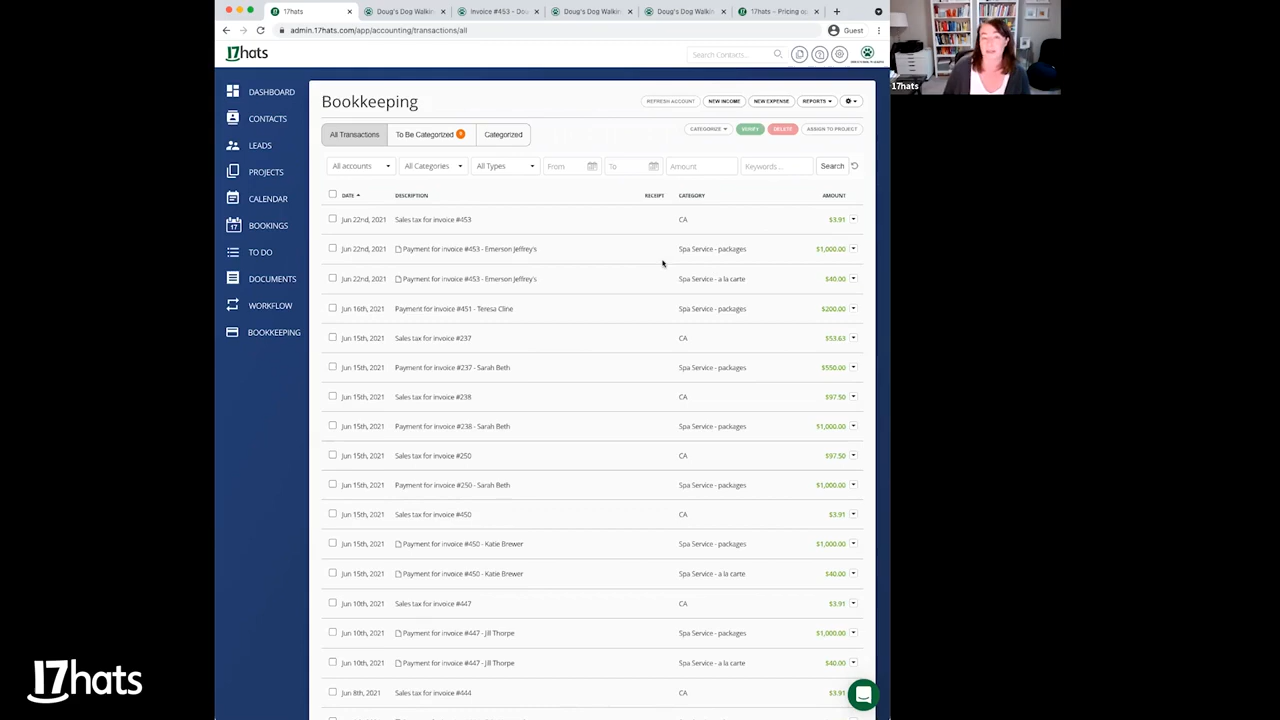 17hats
Doug's Dog Walkin
Invoice #453 - Dou
Doug's Dog Walkin
Doug's Dog Walkin
17hats – Pricing op
admin.17hats.com/app/accounting/transactions/all
Guest
17hats
Search Contacts...
17hats
DASHBOARD
CONTACTS
LEADS
PROJECTS
CALENDAR
17
BOOKINGS
TO DO
DOCUMENTS
WORKFLOW
BOOKKEEPING
Bookkeeping
REFRESH ACCOUNT
NEW INCOME
NEW EXPENSE
REPORTS
All Transactions
To Be Categorized
Categorized
CATEGORIZE
VERIFY
DELETE
ASSIGN TO PROJECT
All accounts
All Categories
All Types
From
To
Amount
Keywords...
Search
DATE DESCRIPTION RECEIPT CATEGORY AMOUNT
Jun 22nd, 2021 Sales tax for invoice #453 CA $3.91
Jun 22nd, 2021 Payment for invoice #453 - Emerson Jeffrey's Spa Service - packages $1,000.00
Jun 22nd, 2021 Payment for invoice #453 - Emerson Jeffrey's Spa Service - a la carte $40.00
Jun 16th, 2021 Payment for invoice #451 - Teresa Cline Spa Service - packages $200.00
Jun 15th, 2021 Sales tax for invoice #237 CA $53.63
Jun 15th, 2021 Payment for invoice #237 - Sarah Beth Spa Service - packages $550.00
Jun 15th, 2021 Sales tax for invoice #238 CA $97.50
Jun 15th, 2021 Payment for invoice #238 - Sarah Beth Spa Service - packages $1,000.00
Jun 15th, 2021 Sales tax for invoice #250 CA $97.50
Jun 15th, 2021 Payment for invoice #250 - Sarah Beth Spa Service - packages $1,000.00
Jun 15th, 2021 Sales tax for invoice #450 CA $3.91
Jun 15th, 2021 Payment for invoice #450 - Katie Brewer Spa Service - packages $1,000.00
Jun 15th, 2021 Payment for invoice #450 - Katie Brewer Spa Service - a la carte $40.00
Jun 10th, 2021 Sales tax for invoice #447 CA $3.91
Jun 10th, 2021 Payment for invoice #447 - Jill Thorpe Spa Service - packages $1,000.00
Jun 10th, 2021 Payment for invoice #447 - Jill Thorpe Spa Service - a la carte $40.00
Jun 8th, 2021 Sales tax for invoice #444 CA $3.91
17hats